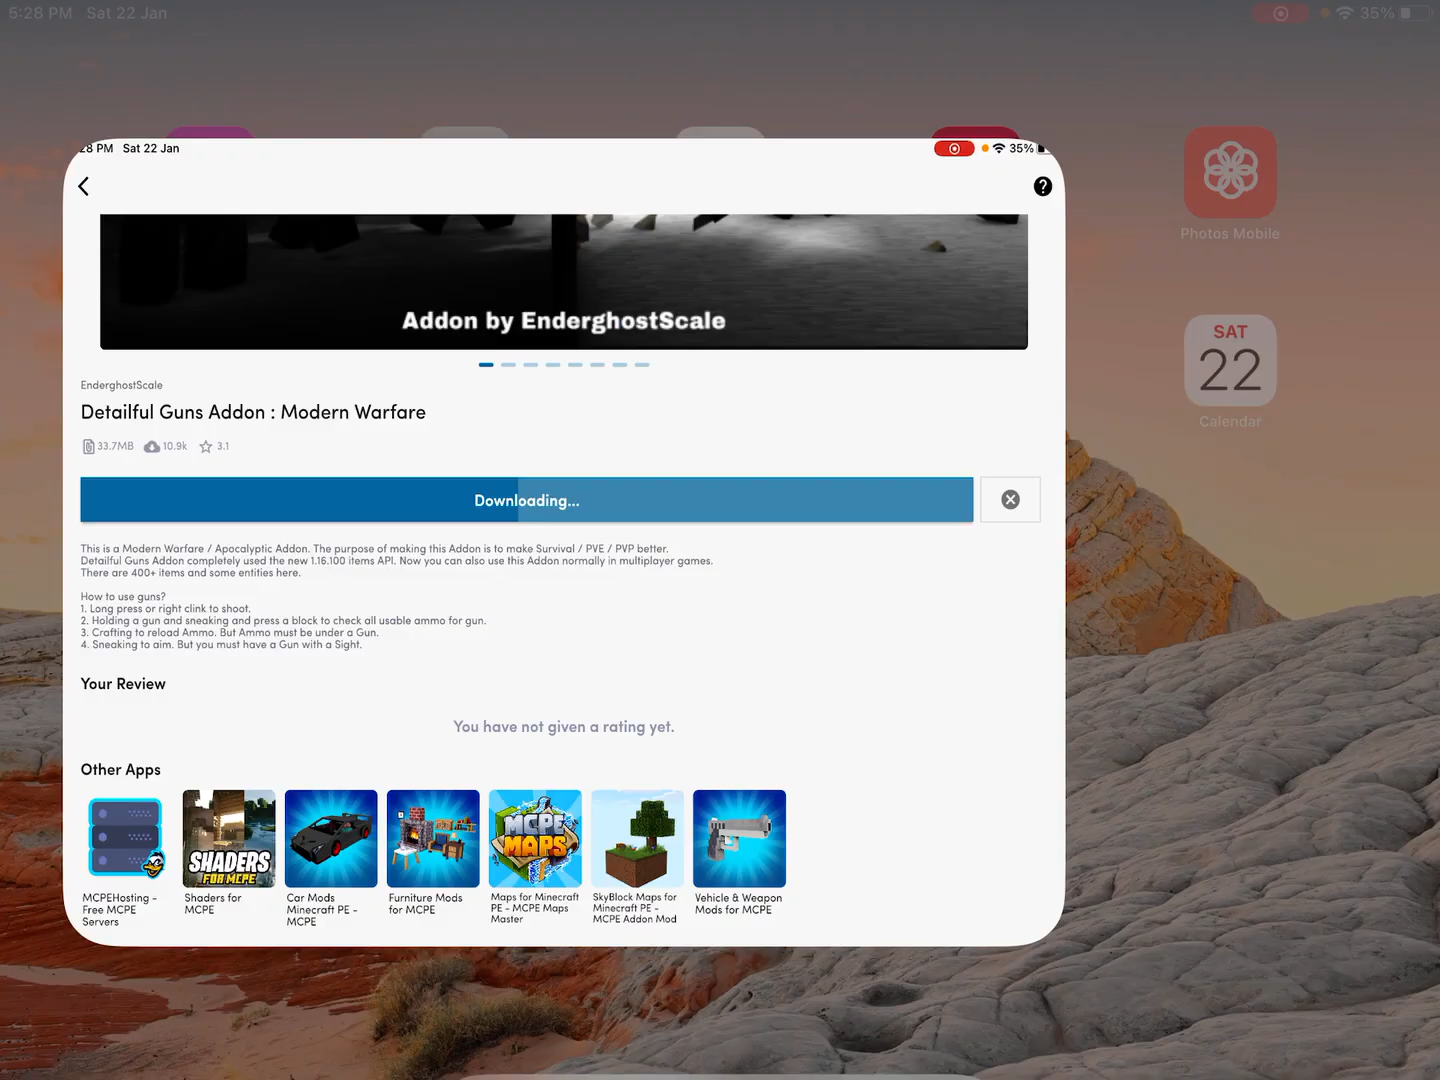 5:28 PM Sat 22 Jan
35%
28 PM Sat 22 Jan
35%
?
Photos Mobile
Addon by EnderghostScale
SAT
22
Calendar
EnderghostScale
Detailful Guns Addon : Modern Warfare
33.7MB 10.9k 3.1
Downloading...
This is a Modern Warfare / Apocalyptic Addon. The purpose of making this Addon is to make Survival / PVE / PVP better.
Detailful Guns Addon completely used the new 1.16.100 items API. Now you can also use this Addon normally in multiplayer games.
There are 400+ items and some entities here.
How to use guns?
1. Long press or right clink to shoot.
2. Holding a gun and sneaking and press a block to check all usable ammo for gun.
3. Crafting to reload Ammo. But Ammo must be under a Gun.
4. Sneaking to aim. But you must have a Gun with a Sight.
Your Review
You have not given a rating yet.
Other Apps
SHADERS
FOR MCPE
MCPE
MAPS
MCPEHosting -
Free MCPE
Servers
Shaders for
MCPE
Car Mods
Minecraft PE -
MCPE
Furniture Mods
for MCPE
Maps for Minecraft
PE - MCPE Maps
Master
SkyBlock Maps for
Minecraft PE -
MCPE Addon Mod
Vehicle & Weapon
Mods for MCPE